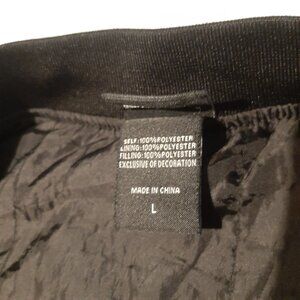 SELF: 100%POLYESTER
LINING: 100%POLYESTER
FILLING: 100%POLYESTER
EXCLUSIVE OF DECORATION
MADE IN CHINA
L